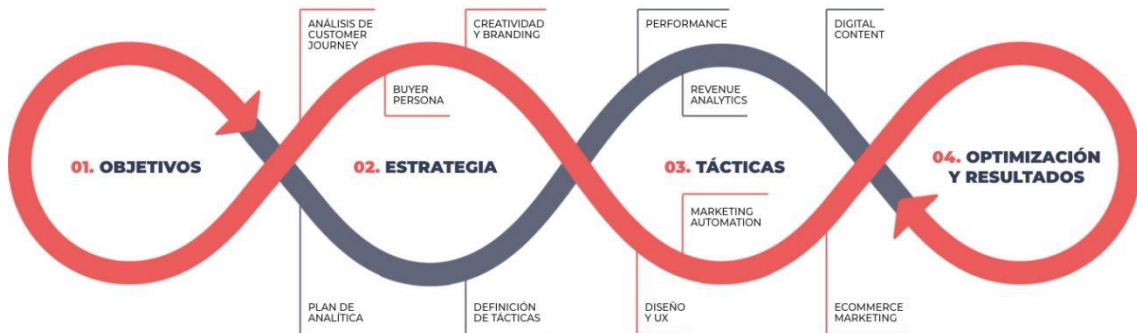 ANÁLISIS DE
CUSTOMER
JOURNEY
CREATIVIDAD
Y BRANDING
PERFORMANCE
DIGITAL
CONTENT
BUYER
PERSONA
REVENUE
ANALYTICS
01. OBJETIVOS
02. ESTRATEGIA
03. TÁCTICAS
04. OPTIMIZACIÓN
Y RESULTADOS
MARKETING
AUTOMATION
PLAN DE
ANALÍTICA
DEFINICIÓN
DE TÁCTICAS
DISEÑO
Y UX
ECOMMERCE
MARKETING